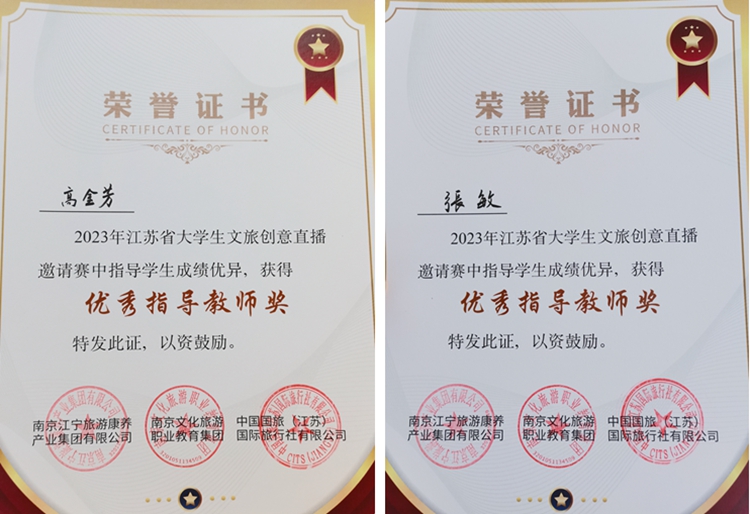 荣誉证书
CERTIFICATE OF HONOR
高金芳
2023年江苏省大学生文旅创意直播
邀请赛中指导学生成绩优异，获得
优秀指导教师奖
特发此证，以资鼓励。
南京江宁旅游康养
产业集团有限公司
南京文化旅游
职业教育集团
中国国旅（江苏）
国际旅行社有限公司
荣誉证书
CERTIFICATE OF HONOR
張敏
2023年江苏省大学生文旅创意直播
邀请赛中指导学生成绩优异，获得
优秀指导教师奖
特发此证，以资鼓励。
南京江宁旅游康养
产业集团有限公司
南京文化旅游
职业教育集团
中国国旅（江苏）
国际旅行社有限公司